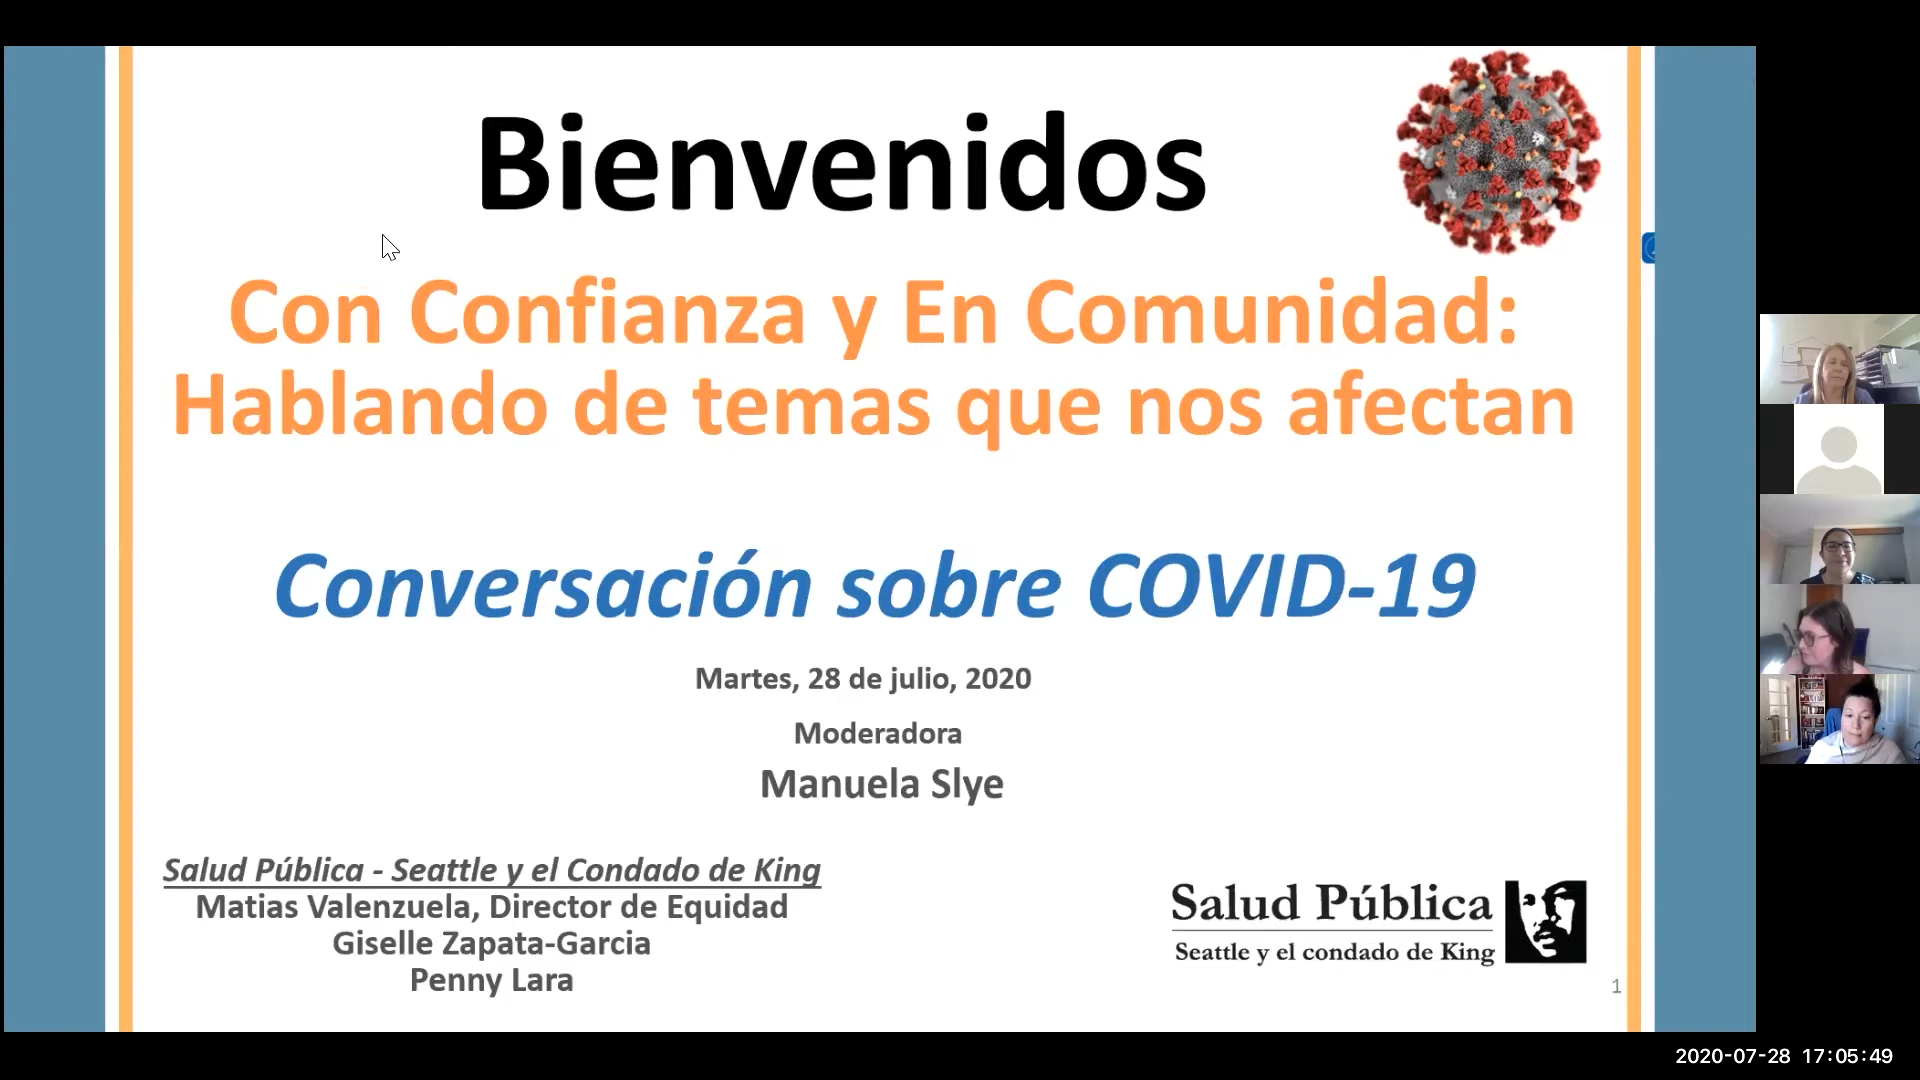 Bienvenidos
Con Confianza y En Comunidad:
Hablando de temas que nos afectan
Conversación sobre COVID-19
Martes, 28 de julio, 2020
Moderadora
Manuela Slye
Salud Pública - Seattle y el Condado de King
Matias Valenzuela, Director de Equidad
Giselle Zapata-Garcia
Penny Lara
Salud Pública
Seattle y el condado de King
1
2020-07-28 17:05:49